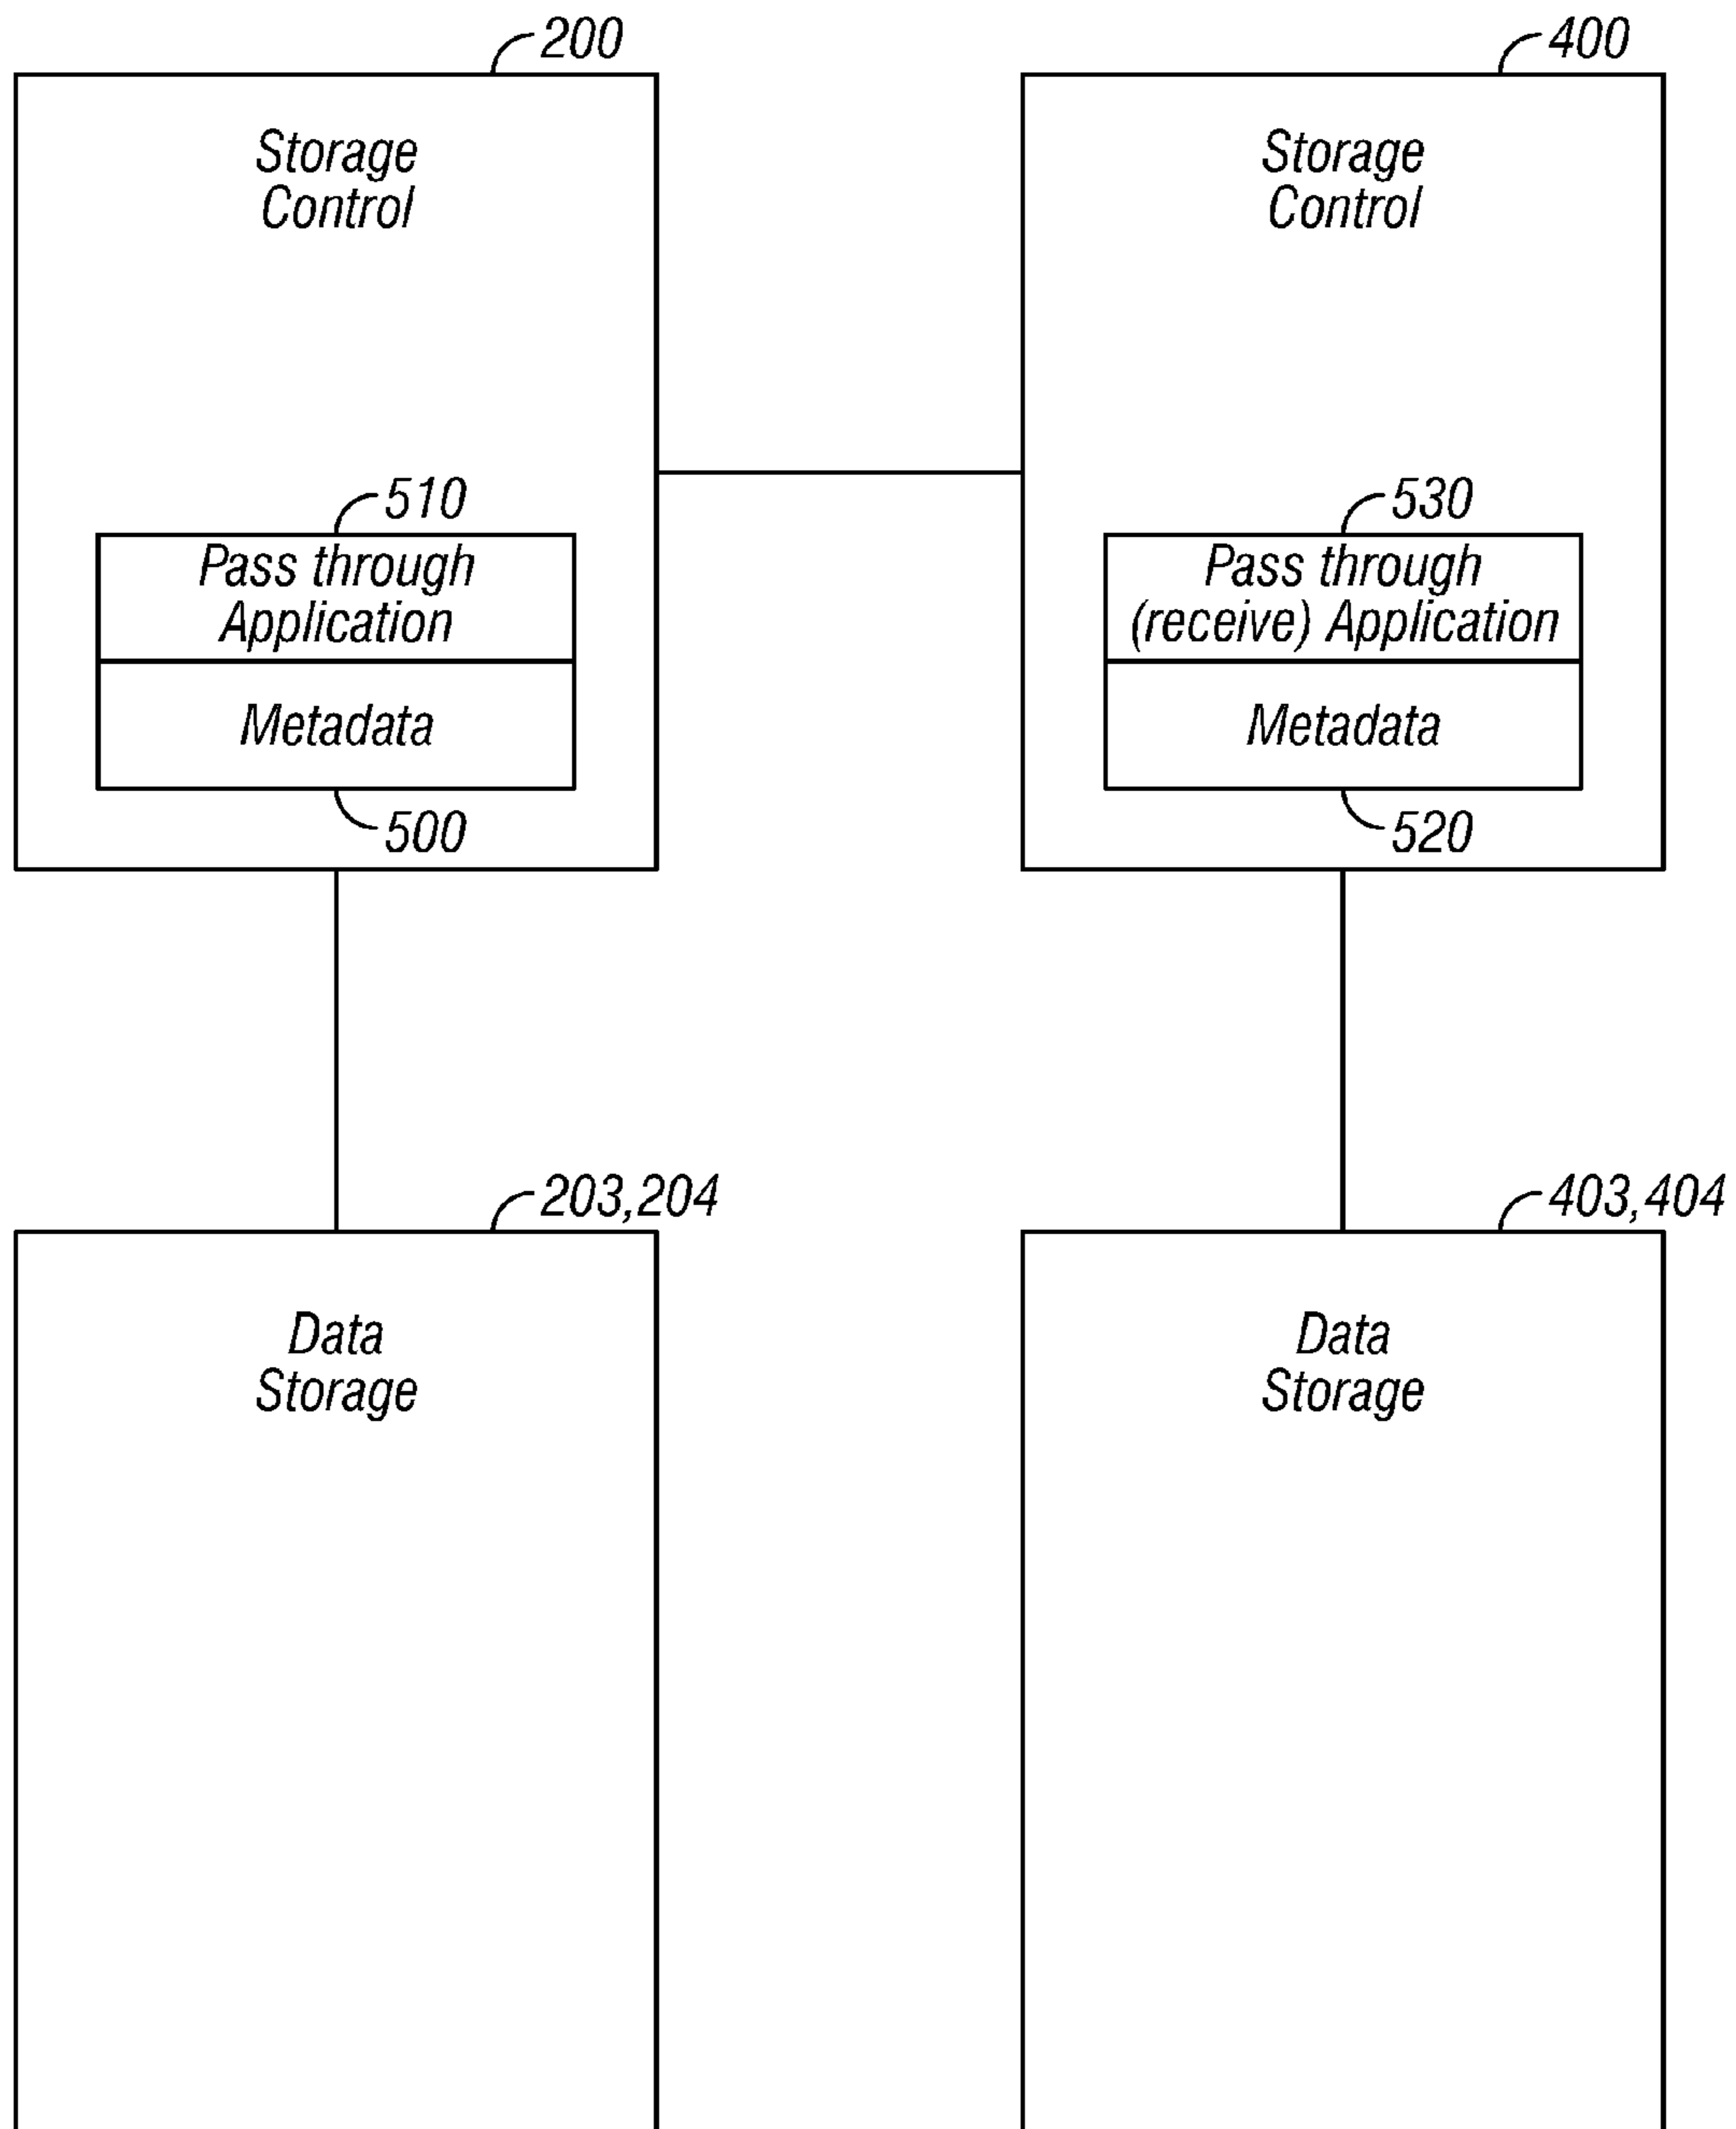 200
400
Storage
Control
Storage
Control
510
530
Pass through
Application
Pass through
(receive) Application
Metadata
Metadata
500
520
203,204
403,404
Data
Storage
Data
Storage